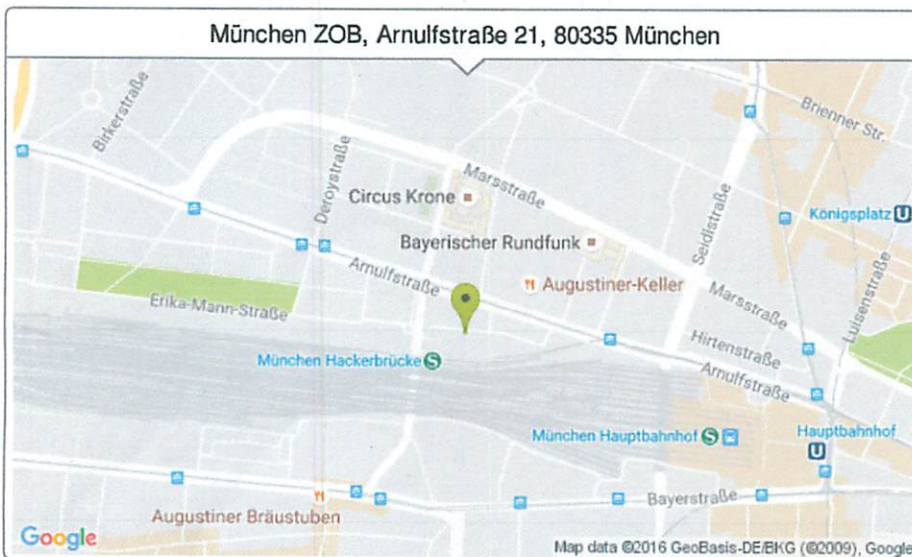 München ZOB, Arnulfstraße 21, 80335 München
Birkerstraße
Brienner Str.
Deroystraße
Marsstraße
Circus Krone
Seidlstraße
Königsplatz U
Bayerischer Rundfunk
Arnulfstraße
Augustiner-Keller
Marsstraße
Luisenstraße
Erika-Mann-Straße
Hirtenstraße
München Hackerbrücke S
Arnulfstraße
München Hauptbahnhof S
Hauptbahnhof
U
Bayerstraße
Augustiner Bräustuben
Google
Map data ©2016 GeoBasis-DE/BKG (©2009), Google